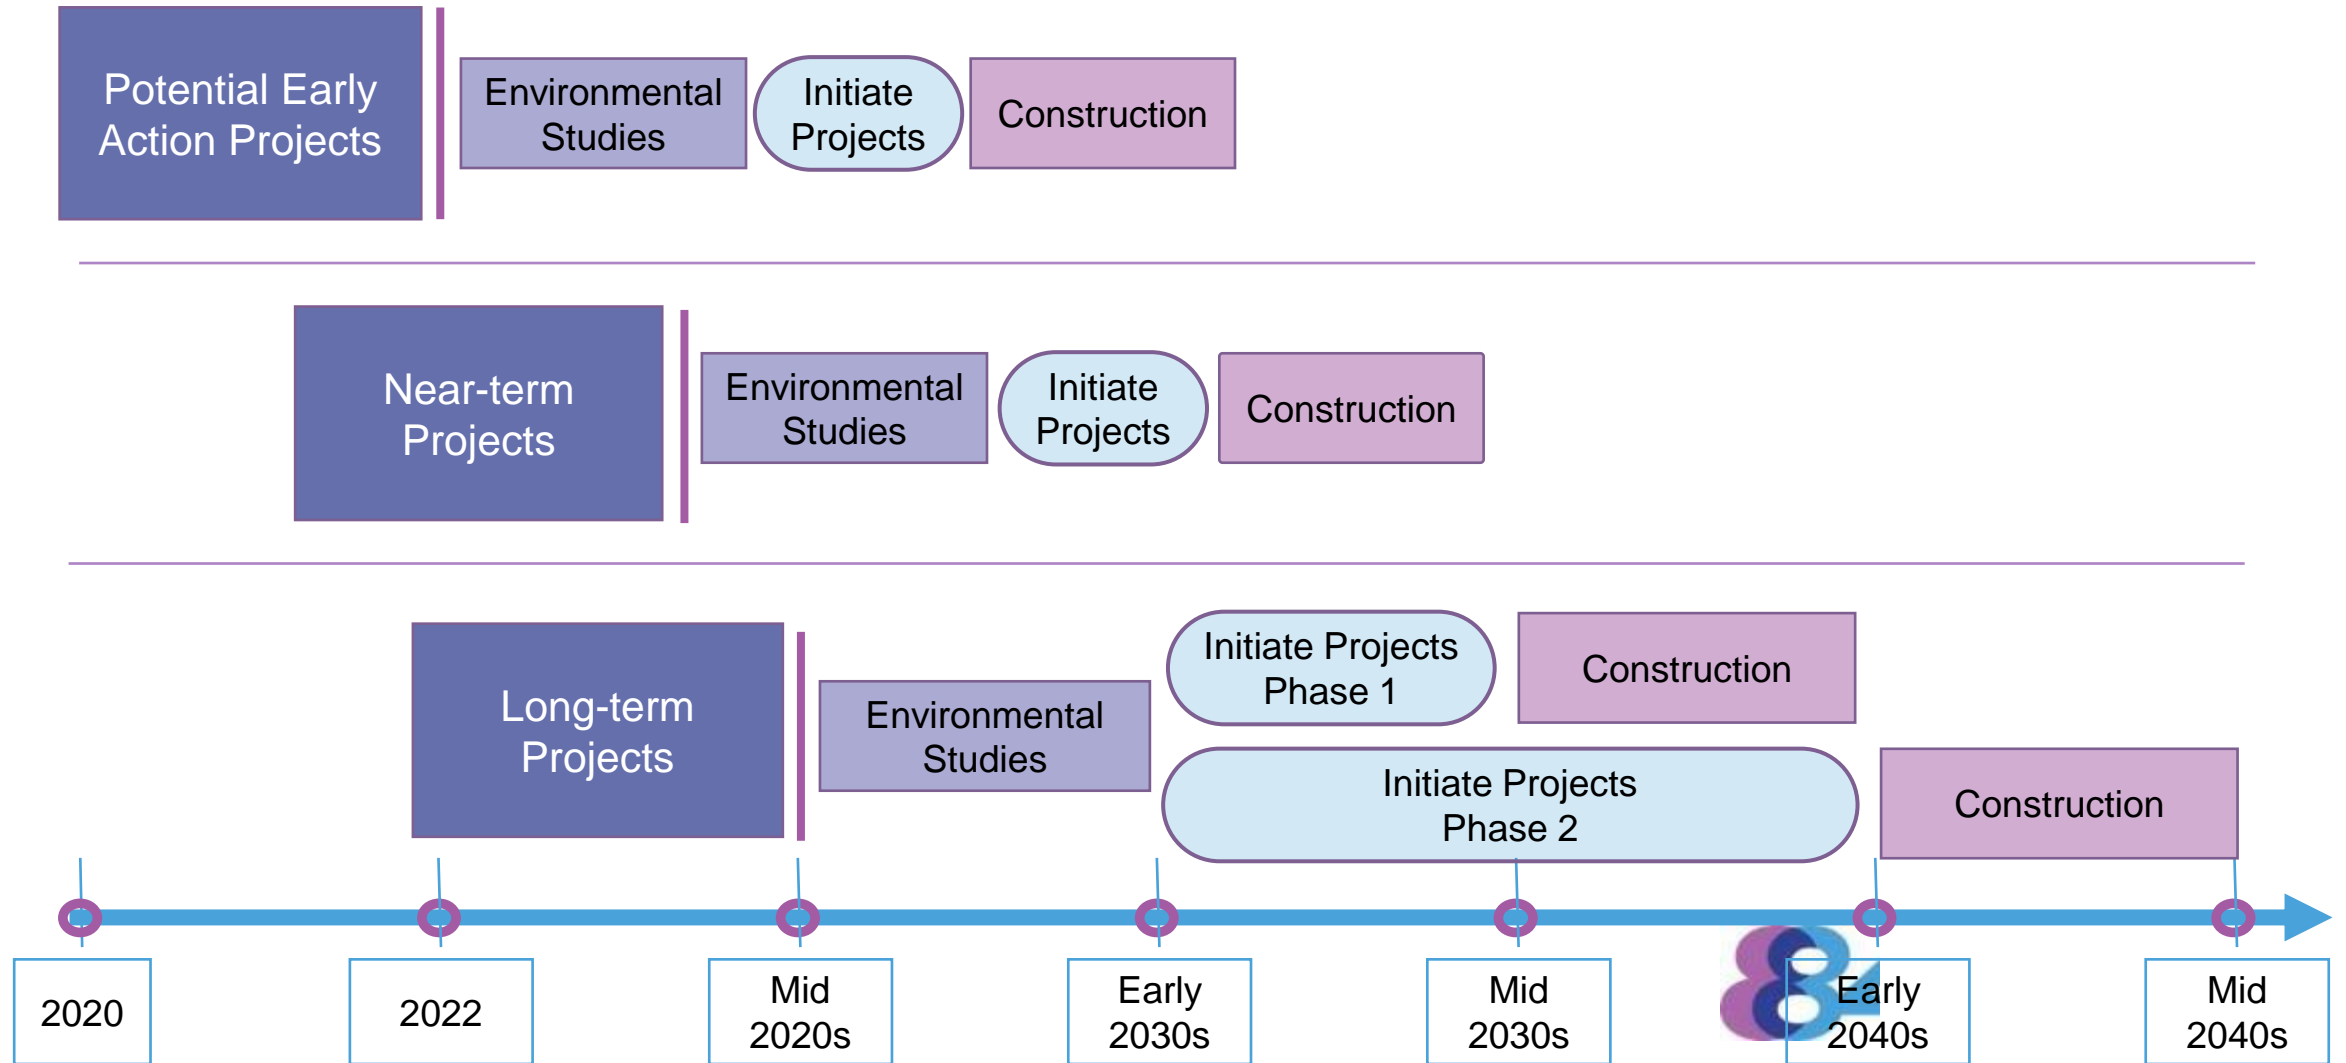 Potential Early
Action Projects
Environmental
Studies
Initiate
Projects
Construction
Near-term
Projects
Environmental
Studies
Initiate
Projects
Construction
Long-term
Projects
Environmental
Studies
Initiate Projects
Phase 1
Construction
Initiate Projects
Phase 2
Construction
2020
2022
Mid
2020s
Early
2030s
Mid
2030s
884
Early
2040s
Mid
2040s